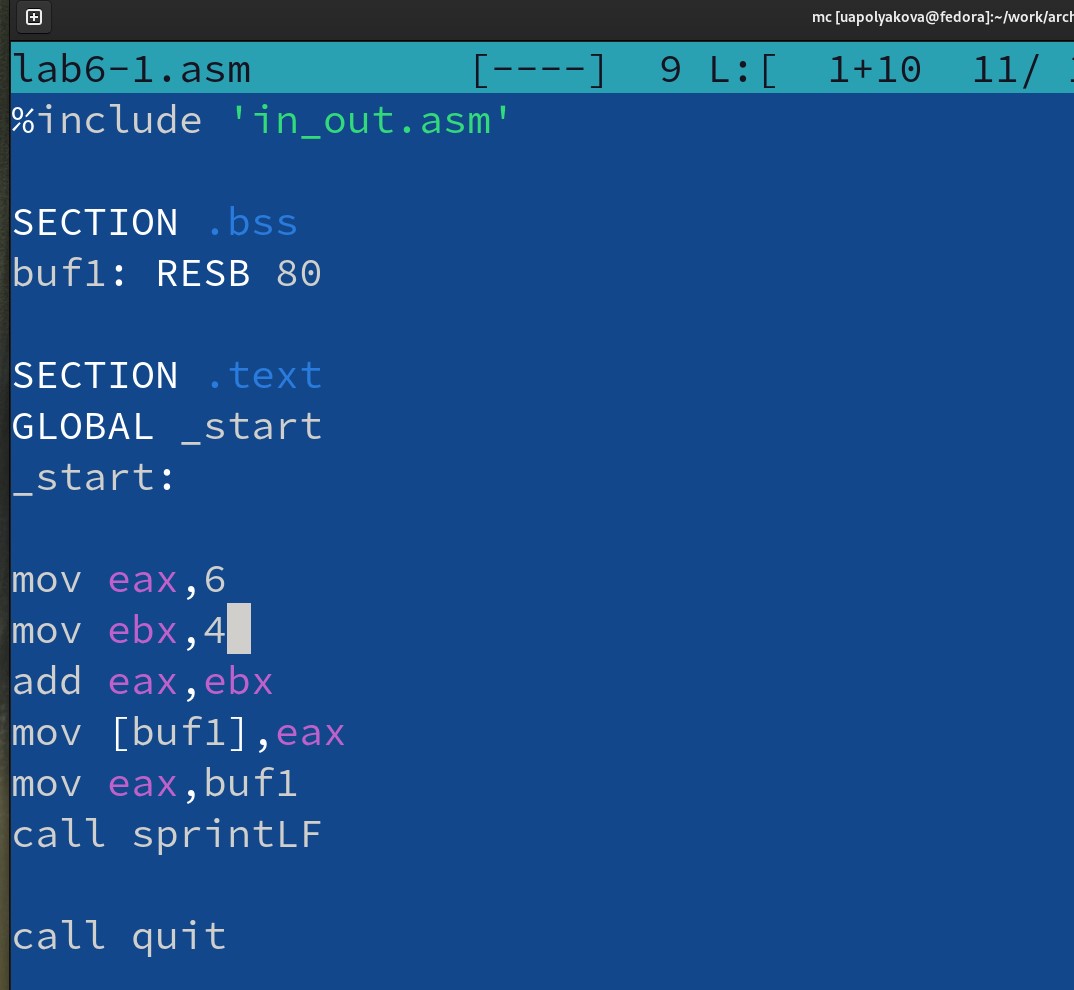 mc [uapolyakova@fedora]:~/work/arch
lab6-1.asm [----] 9 L:[ 1+10 11/
%include 'in_out.asm'
SECTION .bss
buf1: RESB 80
SECTION .text
GLOBAL _start
_start:
mov eax,6
mov ebx,4
add eax,ebx
mov [buf1],eax
mov eax,buf1
call sprintLF
call quit